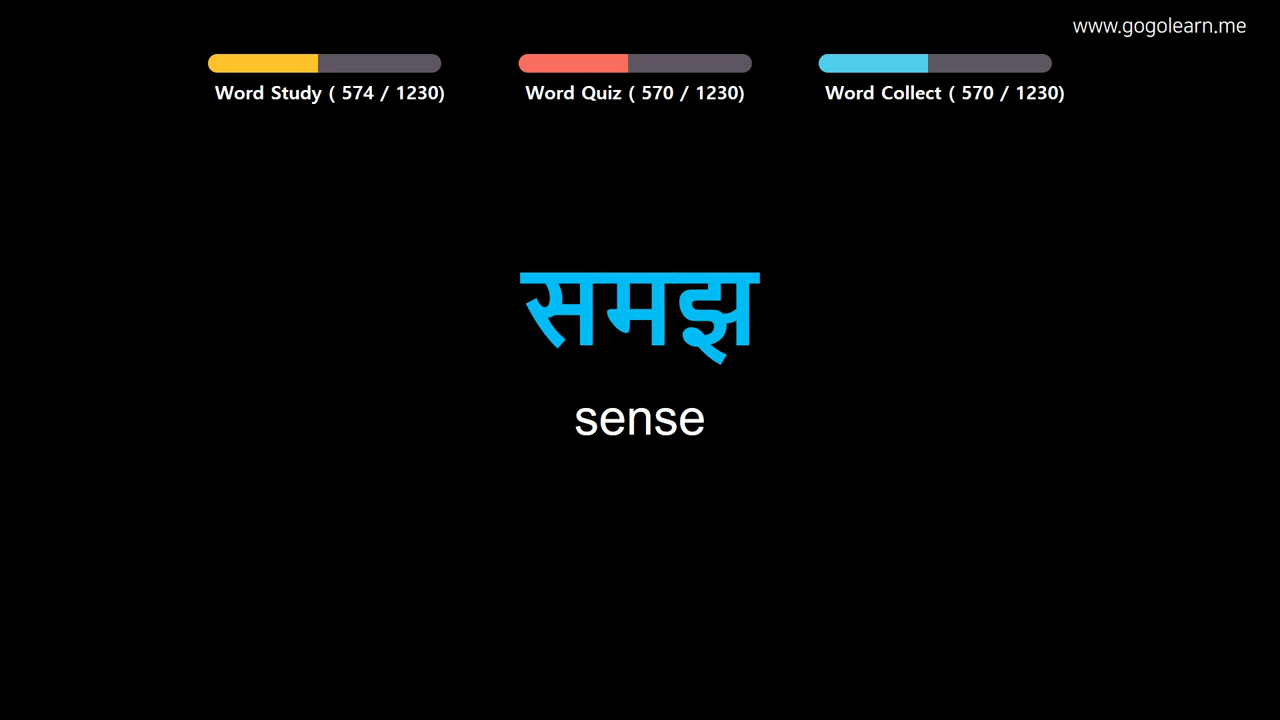 www.gogolearn.me
Word Study ( 574 / 1230)
Word Quiz ( 570 / 1230)
Word Collect ( 570 / 1230)
समझ
sense